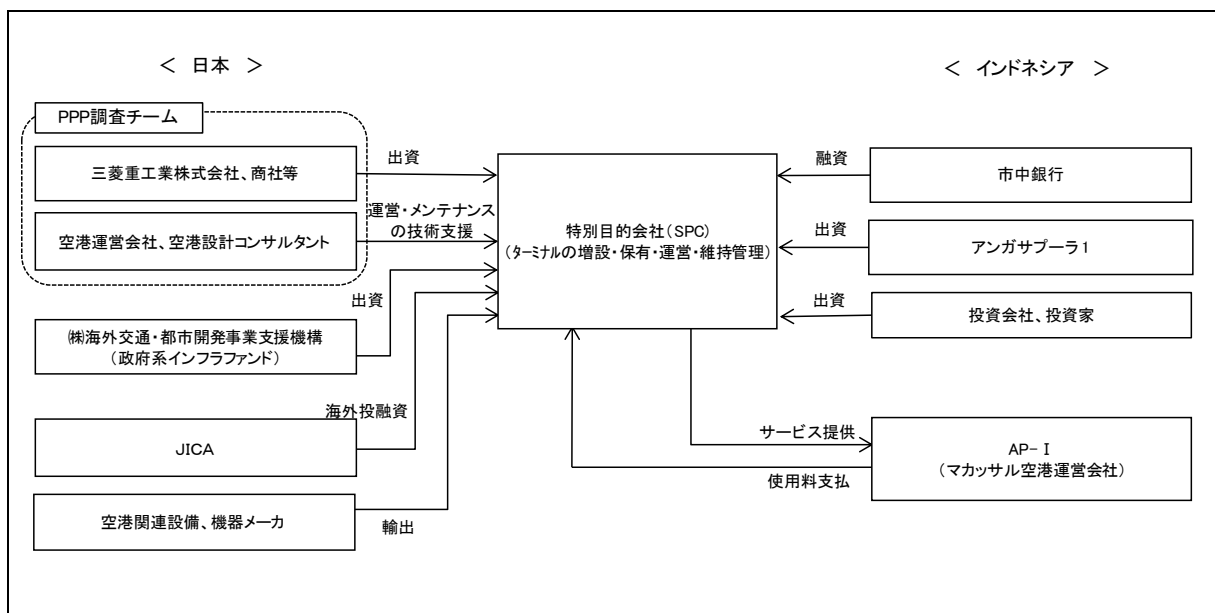 ＜ 日本 ＞
＜ インドネシア ＞
PPP調査チーム
三菱重工業株式会社、商社等
出資
空港運営会社、空港設計コンサルタント
運営・メンテナンス
の技術支援
㈱海外交通・都市開発事業支援機構
（政府系インフラファンド）
出資
JICA
海外投融資
空港関連設備、機器メーカ
輸出
特別目的会社（SPC）
（ターミナルの増設・保有・運営・維持管理）
融資
市中銀行
出資
アンガサプーラ1
出資
投資会社、投資家
サービス提供
使用料支払
AP-Ⅰ
（マカッサル空港運営会社）